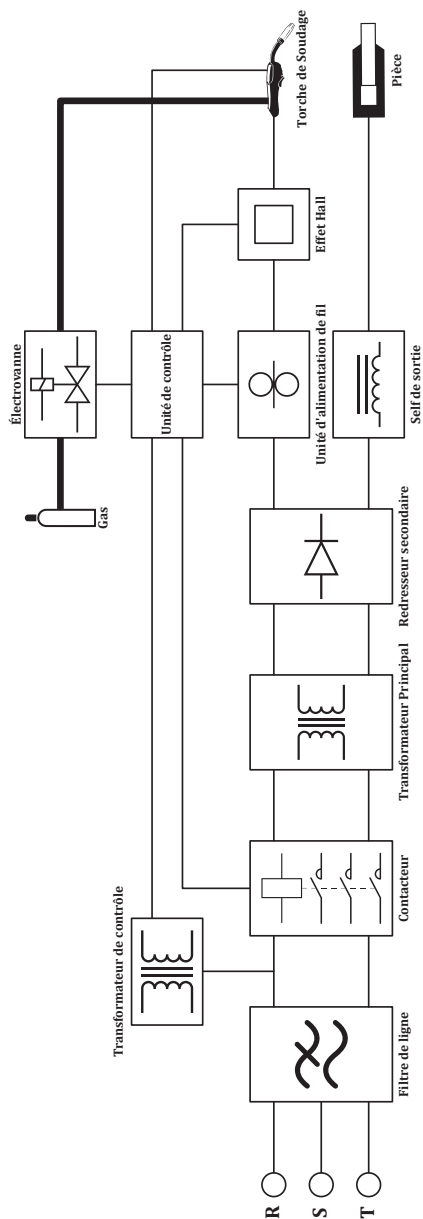 R
S
T
Filtre de ligne
Transformateur de contrôle
Contacteur
Transformateur Principal
Redresseur secondaire
Gas
Électrovanne
Unité de contrôle
Unité d'alimentation de fil
Self de sortie
Effet Hall
Torche de Soudage
Pièce